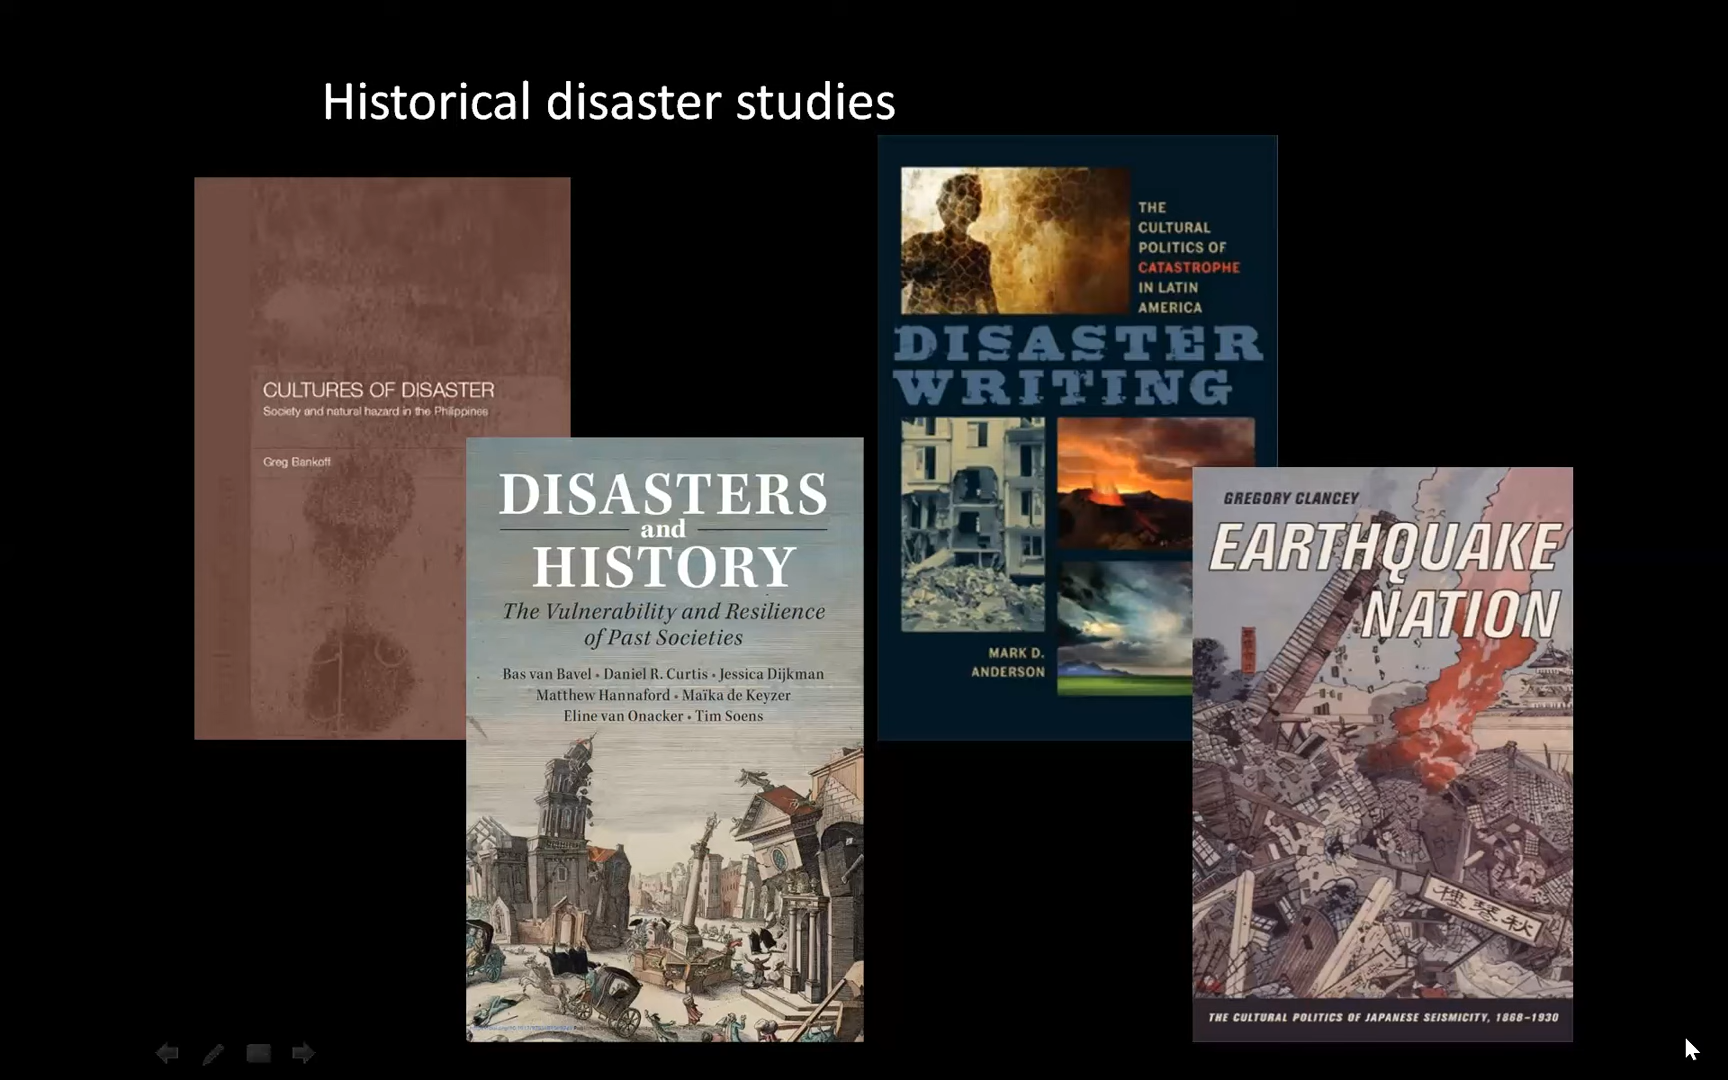 Historical disaster studies
CULTURES OF DISASTER
Society and natural hazard in the Philippines
Greg Bankoff
DISASTERS
and
HISTORY
The Vulnerability and Resilience
of Past Societies
Bas van Bavel • Daniel R. Curtis • Jessica Dijkman
Matthew Hannaford • Maïka de Keyzer
Eline van Onacker • Tim Soens
THE
CULTURAL
POLITICS OF
CATASTROPHE
IN LATIN
AMERICA
DISASTER
WRITING
MARK D.
ANDERSON
GREGORY CLANCEY
EARTHQUAKE
NATION
THE CULTURAL POLITICS OF JAPANESE SEISMICITY, 1868–1930